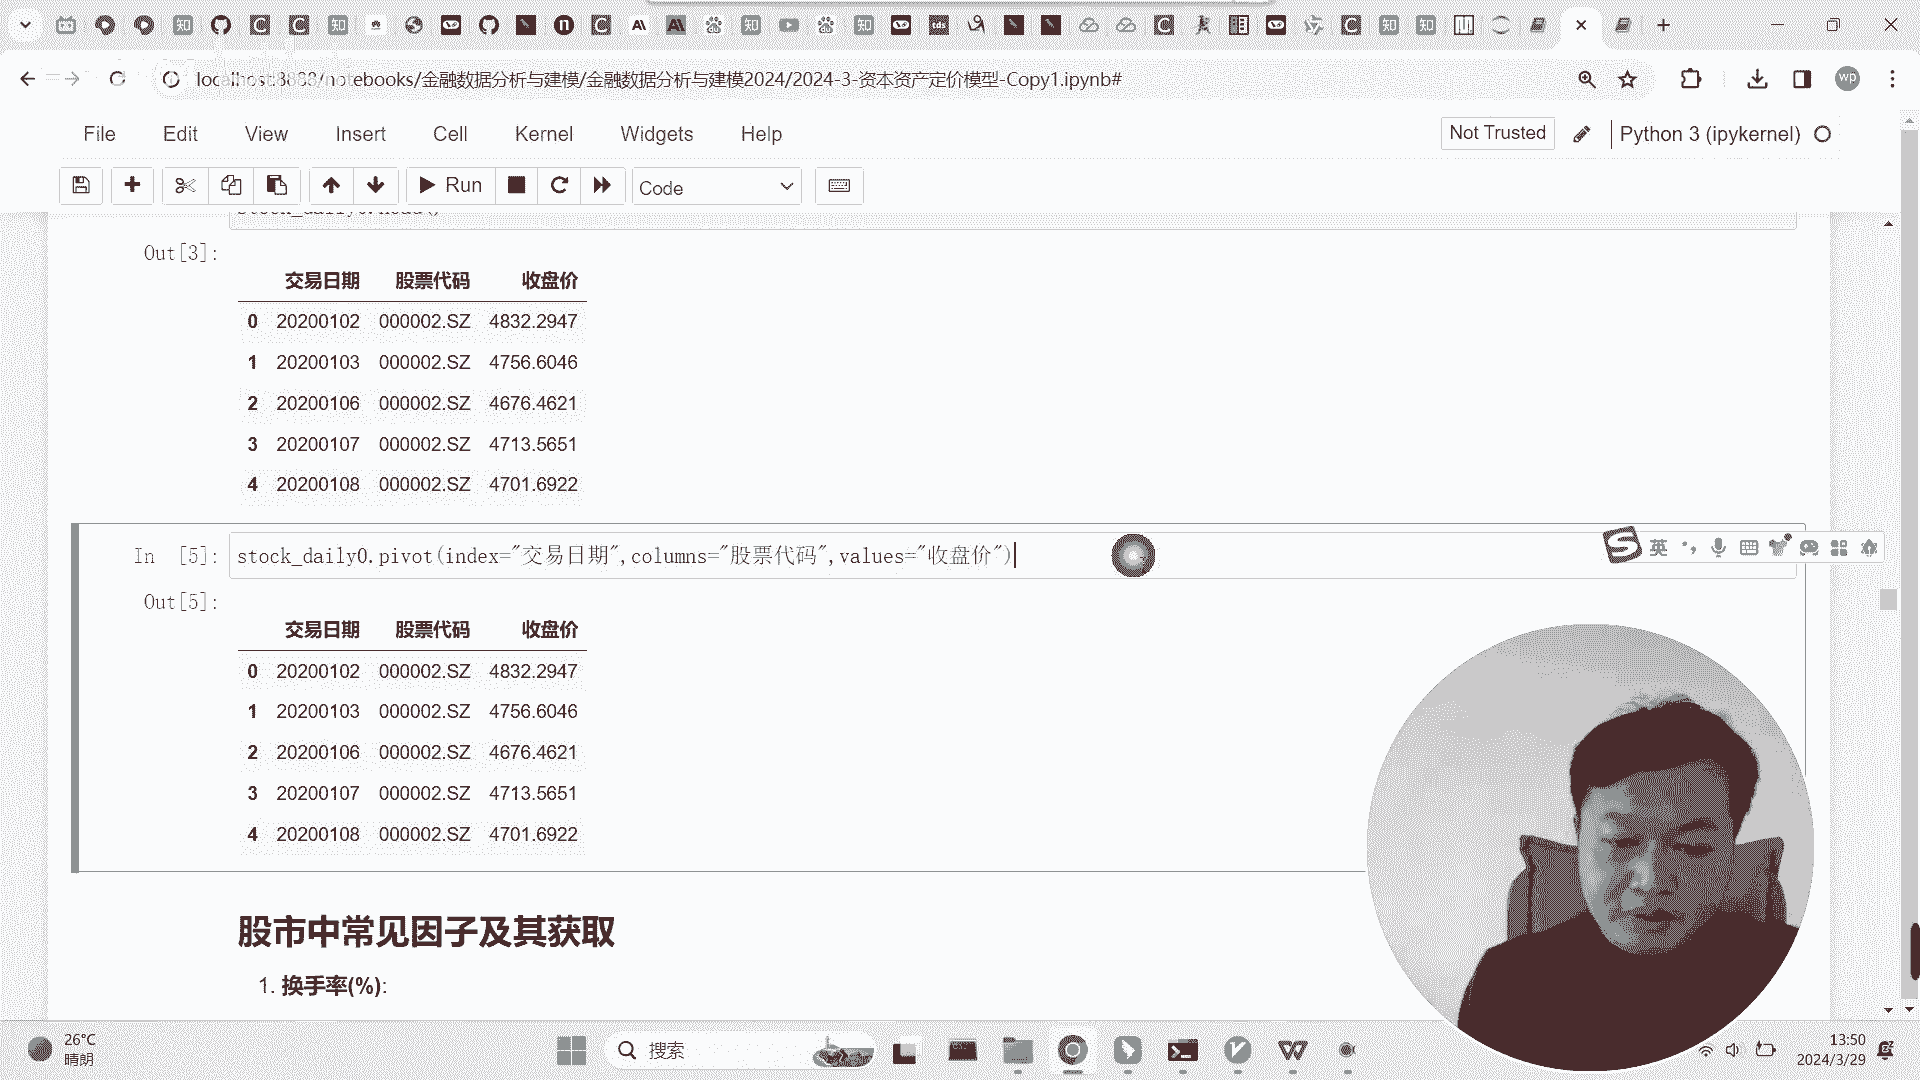 localhost:8888/notebooks/金融数据分析与建模/金融数据分析与建模2024/2024-3-资本资产定价模型-Copy1.ipynb#
wp
File Edit View Insert Cell Kernel Widgets Help
Not Trusted
Python 3 (ipykernel)
Run
Code
Out[3]:
交易日期 股票代码 收盘价
0 20200102 000002.SZ 4832.2947
1 20200103 000002.SZ 4756.6046
2 20200106 000002.SZ 4676.4621
3 20200107 000002.SZ 4713.5651
4 20200108 000002.SZ 4701.6922
In [5]: stock_daily0.pivot(index="交易日期",columns="股票代码",values="收盘价")
英
Out[5]:
交易日期 股票代码 收盘价
0 20200102 000002.SZ 4832.2947
1 20200103 000002.SZ 4756.6046
2 20200106 000002.SZ 4676.4621
3 20200107 000002.SZ 4713.5651
4 20200108 000002.SZ 4701.6922
股市中常见因子及其获取
1. 换手率(%):
26°C
晴朗
搜索
13:50
2024/3/29